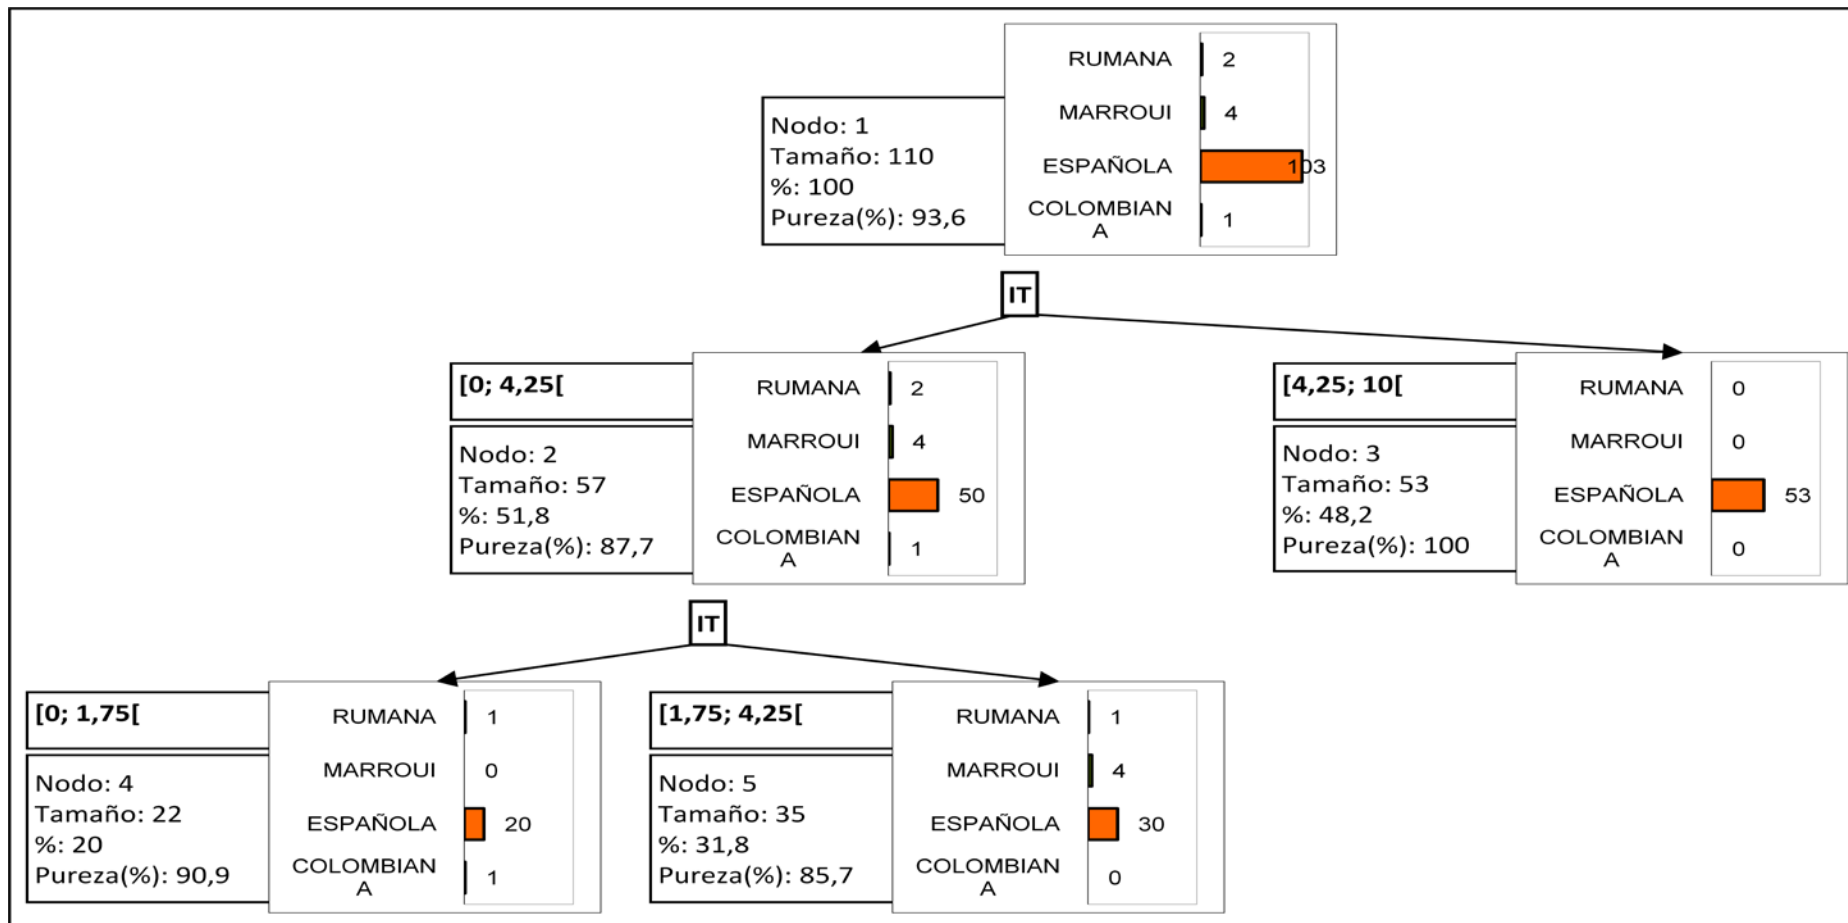 RUMANA 2
MARROUI 4
ESPAÑOLA 103
COLOMBIAN
A 1
Nodo: 1
Tamaño: 110
%: 100
Pureza(%): 93,6
IT
[0; 4,25[
Nodo: 2
Tamaño: 57
%: 51,8
Pureza(%): 87,7
RUMANA 2
MARROUI 4
ESPAÑOLA 50
COLOMBIAN
A 1
[4,25; 10[
Nodo: 3
Tamaño: 53
%: 48,2
Pureza(%): 100
RUMANA 0
MARROUI 0
ESPAÑOLA 53
COLOMBIAN
A 0
IT
[0; 1,75[
Nodo: 4
Tamaño: 22
%: 20
Pureza(%): 90,9
RUMANA 1
MARROUI 0
ESPAÑOLA 20
COLOMBIAN
A 1
[1,75; 4,25[
Nodo: 5
Tamaño: 35
%: 31,8
Pureza(%): 85,7
RUMANA 1
MARROUI 4
ESPAÑOLA 30
COLOMBIAN
A 0